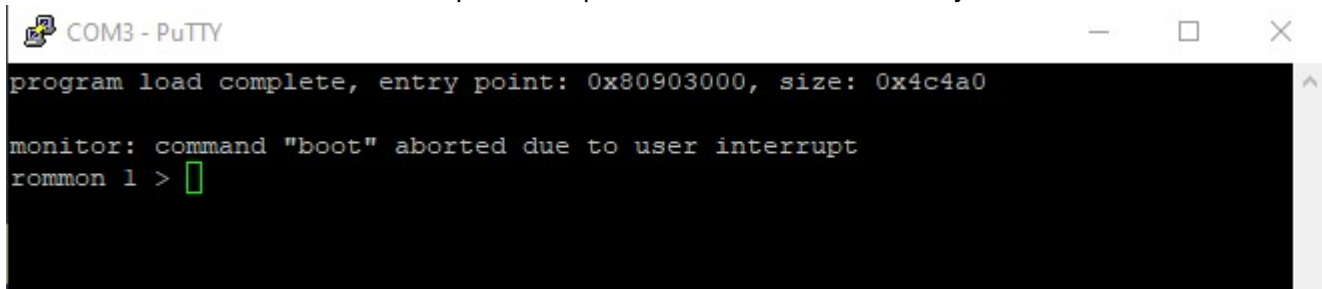 COM3 - PuTTY
program load complete, entry point: 0x80903000, size: 0x4c4a0
monitor: command "boot" aborted due to user interrupt
rommon 1 >